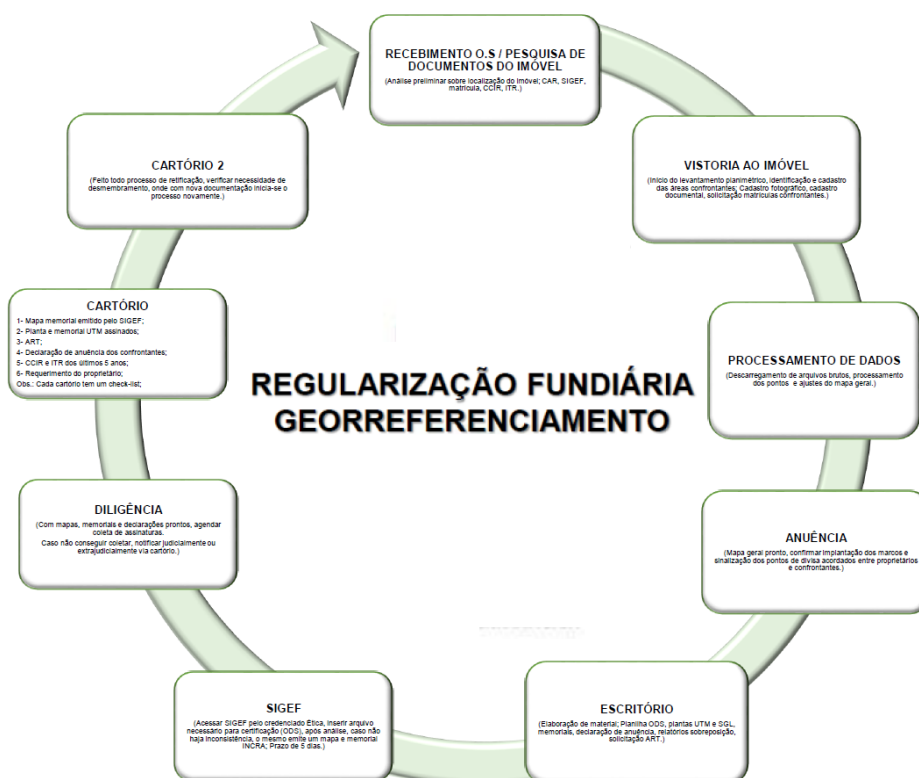 RECEBIMENTO O.S / PESQUISA DE
DOCUMENTOS DO IMÓVEL
(Análise preliminar sobre localização do imóvel; CAR, SIGEF,
matricula, CCIR, ITR.)
VISTORIA AO IMÓVEL
(Início do levantamento planimétrico, identificação e cadastro
das áreas confrontantes; Cadastro fotográfico, cadastro
documental, solicitação matrículas confrontantes.)
PROCESSAMENTO DE DADOS
(Descarregamento de arquivos brutos, processamento
dos pontos e ajustes do mapa geral.)
ANUÊNCIA
(Mapa geral pronto, confirmar implantação dos marcos e
sinalização dos pontos de divisa acordados entre proprietários
e confrontantes.)
ESCRITÓRIO
(Elaboração de material; Planilha ODS, plantas UTM e SGL,
memoriais, declaração de anuência, relatórios sobreposição,
solicitação ART.)
SIGEF
(Acessar SIGEF pelo credenciado Ética, inserir arquivo
necessário para certificação (ODS), após análise, caso não
haja inconsistência, o mesmo emite um mapa e memorial
INCRA; Prazo de 5 dias.)
DILIGÊNCIA
(Com mapas, memoriais e declarações prontos, agendar
coleta de assinaturas.
Caso não conseguir coletar, notificar judicialmente ou
extrajudicialmente via cartório.)
CARTÓRIO
1- Mapa memorial emitido pelo SIGEF;
2- Planta e memorial UTM assinados;
3- ART;
4- Declaração de anuência dos confrontantes;
5- CCIR e ITR dos últimos 5 anos;
6- Requerimento do proprietário;
Obs.: Cada cartório tem um check-list;
CARTÓRIO 2
(Feito todo processo de retificação, verificar necessidade de
desmembramento, onde com nova documentação inicia-se o
processo novamente.)
REGULARIZAÇÃO FUNDIÁRIA
GEORREFERENCIAMENTO